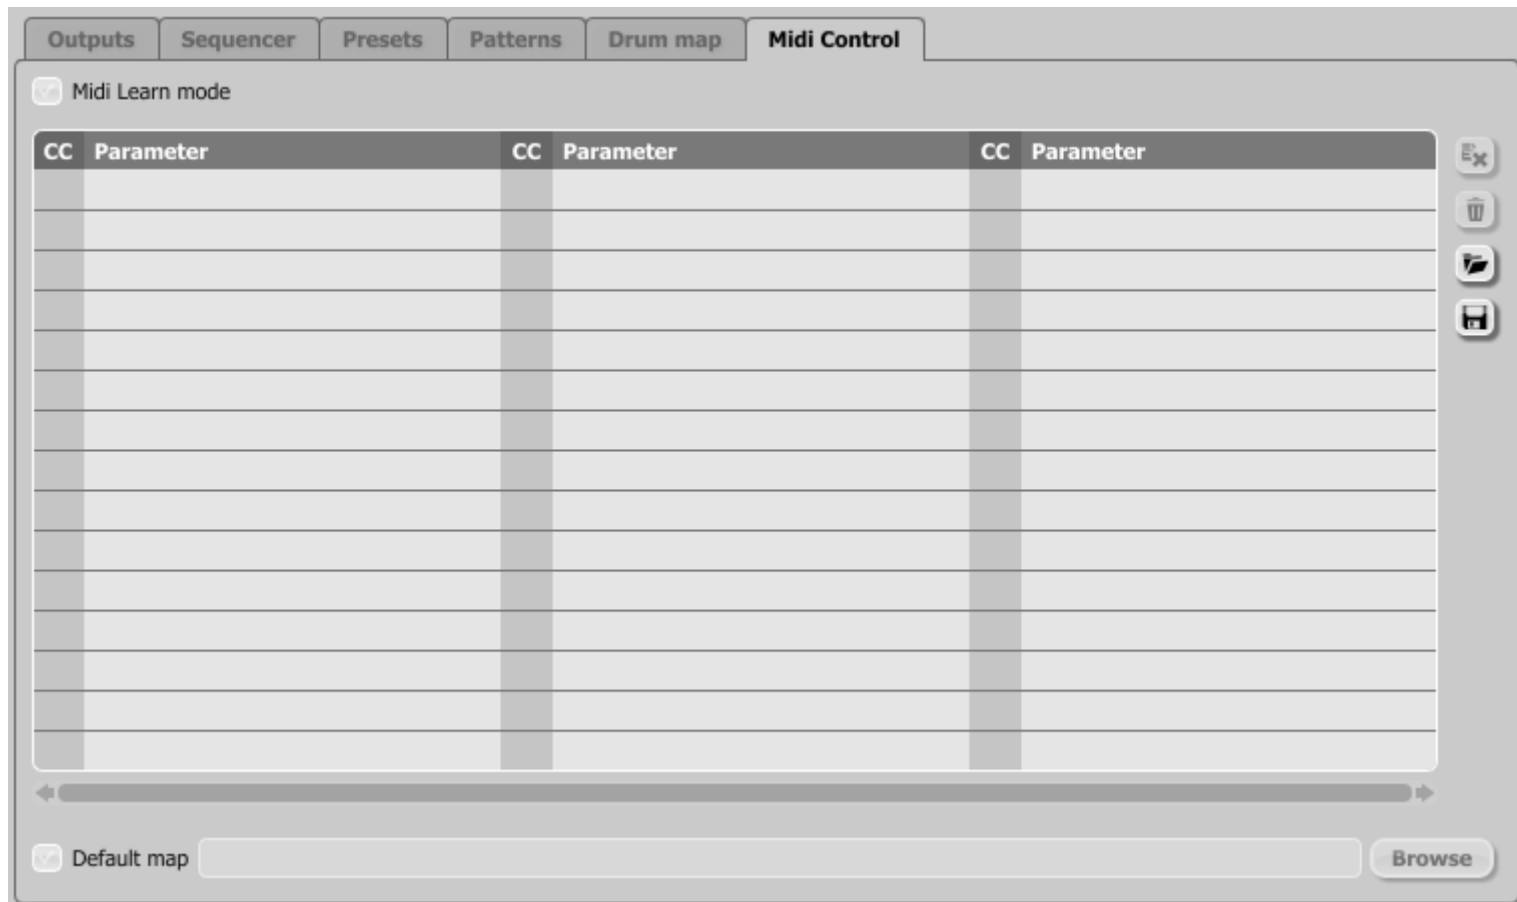 Outputs Sequencer Presets Patterns Drum map Midi Control
Midi Learn mode
CC Parameter CC Parameter CC Parameter
Default map Browse